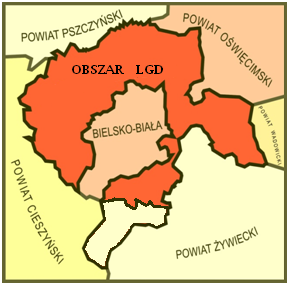 POWIAT PSZCZYŃSKI
POWIAT OŚWIĘCIMSKI
OBSZAR LGD
BIELSKO-BIAŁA
POWIAT WADOWICKI
POWIAT CIESZYŃSKI
POWIAT ŻYWIECKI